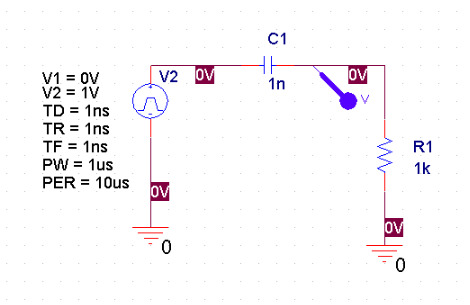 C1
V2
0V
0V
1n
V
V1 = 0V
V2 = 1V
TD = 1ns
TR = 1ns
TF = 1ns
PW = 1us
PER = 10us
R1
1k
0V
0V
0
0